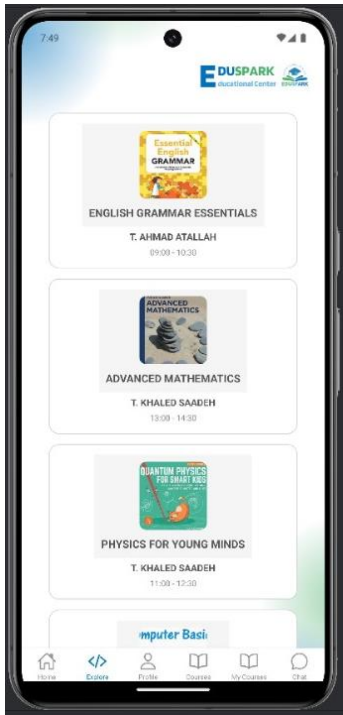 7:49
EDUSPARK
Educational Center
EDUSPARK
Essential
English
GRAMMAR
ENGLISH GRAMMAR ESSENTIALS
T. AHMAD ATALLAH
09:00 - 10:30
ADVANCED
MATHEMATICS
ADVANCED MATHEMATICS
T. KHALED SAADEH
13:00 - 14:30
QUANTUM PHYSICS
FOR SMART KIDS
PHYSICS FOR YOUNG MINDS
T. KHALED SAADEH
11:00 - 12:30
mputer Basi
Home Explore Profile Courses My Courses Chat